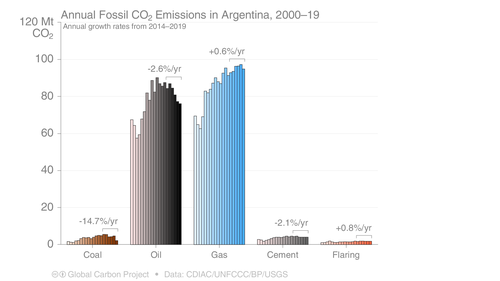 Annual Fossil CO₂ Emissions in Argentina, 2000–19
Annual growth rates from 2014–2019
120 Mt
CO₂
100
80
60
40
20
0
-14.7%/yr
-2.6%/yr
+0.6%/yr
-2.1%/yr
+0.8%/yr
Coal
Oil
Gas
Cement
Flaring
Global Carbon Project • Data: CDIAC/UNFCCC/BP/USGS